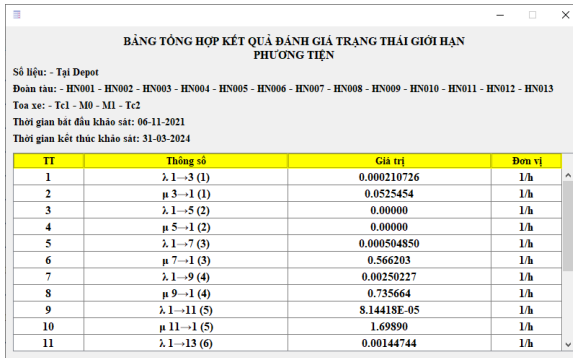 BẢNG TỔNG HỢP KẾT QUẢ ĐÁNH GIÁ TRẠNG THÁI GIỚI HẠN
PHƯƠNG TIỆN
Số liệu: - Tại Depot
Đoàn tàu: - HN001 - HN002 - HN003 - HN004 - HN005 - HN006 - HN007 - HN008 - HN009 - HN010 - HN011 - HN012 - HN013
Toa xe: - Tc1 - M0 - M1 - Tc2
Thời gian bắt đầu khảo sát: 06-11-2021
Thời gian kết thúc khảo sát: 31-03-2024
TT Thông số Giá trị Đơn vị
1 λ 1→3 (1) 0.000210726 1/h
2 μ 3→1 (1) 0.0525454 1/h
3 λ 1→5 (2) 0.00000 1/h
4 μ 5→1 (2) 0.00000 1/h
5 λ 1→7 (3) 0.000504850 1/h
6 μ 7→1 (3) 0.566203 1/h
7 λ 1→9 (4) 0.00250227 1/h
8 μ 9→1 (4) 0.735664 1/h
9 λ 1→11 (5) 8.14418E-05 1/h
10 μ 11→1 (5) 1.69890 1/h
11 λ 1→13 (6) 0.00144744 1/h